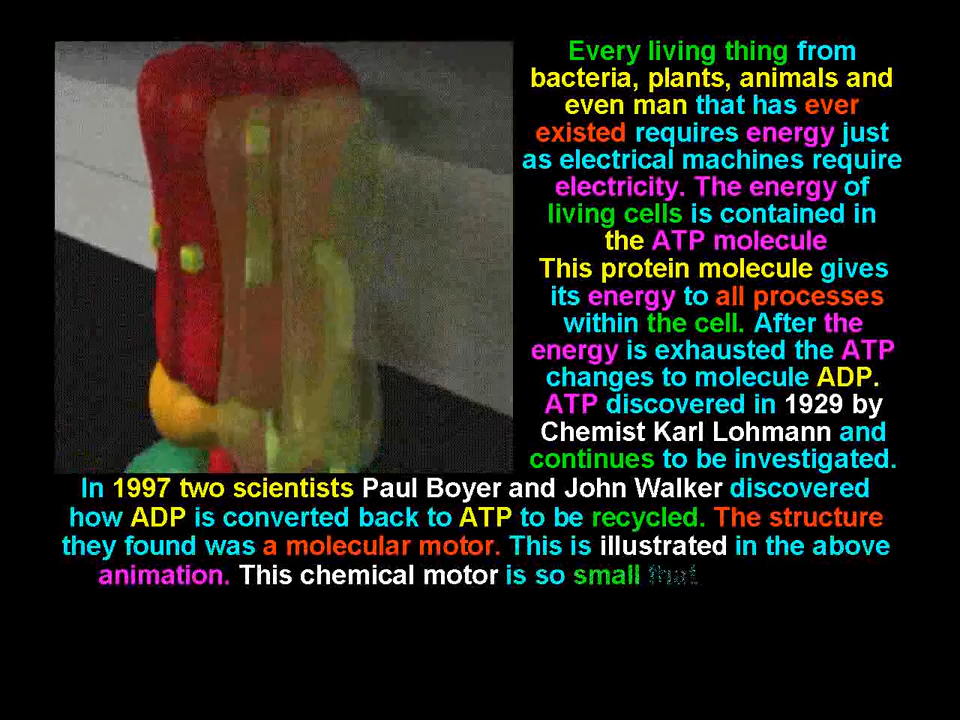 Every living thing from
bacteria, plants, animals and
even man that has ever
existed requires energy just
as electrical machines require
electricity. The energy of
living cells is contained in
the ATP molecule
This protein molecule gives
its energy to all processes
within the cell. After the
energy is exhausted the ATP
changes to molecule ADP.
ATP discovered in 1929 by
Chemist Karl Lohmann and
continues to be investigated.
In 1997 two scientists Paul Boyer and John Walker discovered
how ADP is converted back to ATP to be recycled. The structure
they found was a molecular motor. This is illustrated in the above
animation. This chemical motor is so small that